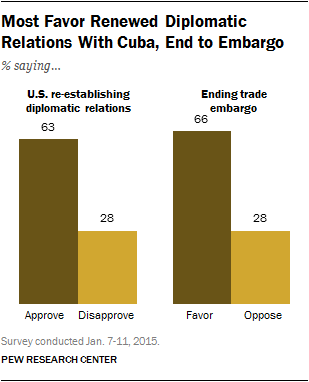 Most Favor Renewed Diplomatic
Relations With Cuba, End to Embargo
% saying...
U.S. re-establishing
diplomatic relations
Ending trade
embargo
63
28
66
28
Approve Disapprove
Favor Oppose
Survey conducted Jan. 7-11, 2015.
PEW RESEARCH CENTER